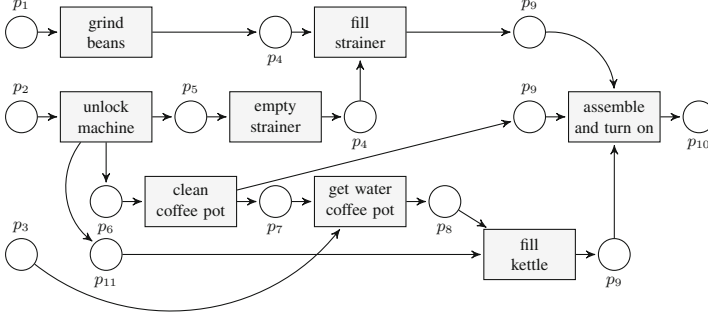 p1
grind
beans
p4
fill
strainer
p9
p2
unlock
machine
p5
empty
strainer
p4
p9
assemble
and turn on
p10
p6
clean
coffee pot
p7
get water
coffee pot
p8
p3
p11
fill
kettle
p9